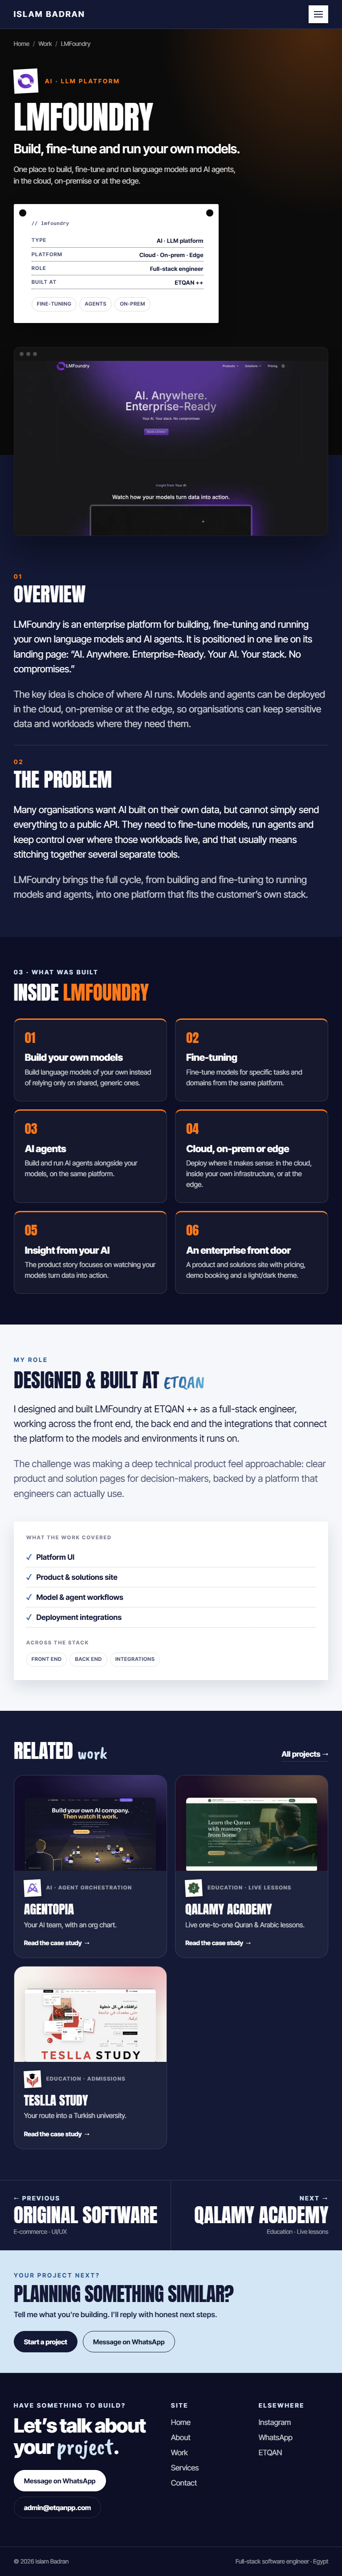 ISLAM BADRAN
Home / Work / LMFoundry
AI · LLM PLATFORM
LMFOUNDRY
Build, fine-tune and run your own models.
One place to build, fine-tune and run language models and AI agents,
in the cloud, on-premise or at the edge.
// lmfoundry
TYPE AI · LLM platform
PLATFORM Cloud · On-prem · Edge
ROLE Full-stack engineer
BUILT AT ETQAN ++
FINE-TUNING AGENTS ON-PREM
LMFoundry Products Solutions Pricing
AI. Anywhere.
Enterprise-Ready
Your AI. Your stack. No compromises.
Insight from Your AI
Watch how your models turn data into action.
01
OVERVIEW
LMFoundry is an enterprise platform for building, fine-tuning and running
your own language models and AI agents. It is positioned in one line on its
landing page: “AI. Anywhere. Enterprise-Ready. Your AI. Your stack. No
compromises.”
The key idea is choice of where AI runs. Models and agents can be deployed
in the cloud, on-premise or at the edge, so organisations can keep sensitive
data and workloads where they need them.
02
THE PROBLEM
Many organisations want AI built on their own data, but cannot simply send
everything to a public API. They need to fine-tune models, run agents and
keep control over where those workloads live, and that usually means
stitching together several separate tools.
LMFoundry brings the full cycle, from building and fine-tuning to running
models and agents, into one platform that fits the customer’s own stack.
03 · WHAT WAS BUILT
INSIDE LMFOUNDRY
01
Build your own models
Build language models of your own instead
of relying only on shared, generic ones.
02
Fine-tuning
Fine-tune models for specific tasks and
domains from the same platform.
03
AI agents
Build and run AI agents alongside your
models, on the same platform.
04
Cloud, on-prem or edge
Deploy where it makes sense: in the cloud,
inside your own infrastructure, or at the
edge.
05
Insight from your AI
The product story focuses on watching your
models turn data into action.
06
An enterprise front door
A product and solutions site with pricing,
demo booking and a light/dark theme.
MY ROLE
DESIGNED & BUILT AT ETQAN
I designed and built LMFoundry at ETQAN ++ as a full-stack engineer,
working across the front end, the back end and the integrations that connect
the platform to the models and environments it runs on.
The challenge was making a deep technical product feel approachable: clear
product and solution pages for decision-makers, backed by a platform that
engineers can actually use.
WHAT THE WORK COVERED
✓ Platform UI
✓ Product & solutions site
✓ Model & agent workflows
✓ Deployment integrations
ACROSS THE STACK
FRONT END BACK END INTEGRATIONS
RELATED work
All projects →
Build your own AI company.
Then watch it work.
AI · AGENT ORCHESTRATION
AGENTOPIA
Your AI team, with an org chart.
Read the case study →
Learn the Quran
with mastery —
from home
EDUCATION · LIVE LESSONS
QALAMY ACADEMY
Live one-to-one Quran & Arabic lessons.
Read the case study →
TESLLA STUDY
EDUCATION · ADMISSIONS
TESLLA STUDY
Your route into a Turkish university.
Read the case study →
← PREVIOUS
ORIGINAL SOFTWARE
E-commerce · UI/UX
NEXT →
QALAMY ACADEMY
Education · Live lessons
YOUR PROJECT NEXT?
PLANNING SOMETHING SIMILAR?
Tell me what you’re building. I’ll reply with honest next steps.
Start a project
Message on WhatsApp
HAVE SOMETHING TO BUILD?
Let’s talk about
your project.
Message on WhatsApp
admin@etqanpp.com
SITE
Home
About
Work
Services
Contact
ELSEWHERE
Instagram
WhatsApp
ETQAN
© 2026 Islam Badran
Full-stack software engineer · Egypt